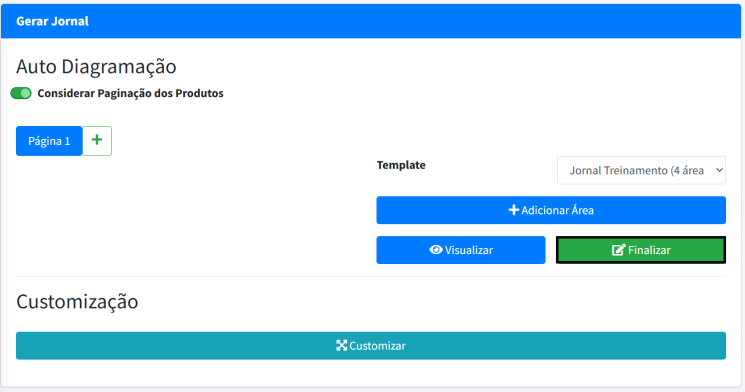 Gerar Jornal
Auto Diagramação
Considerar Paginação dos Produtos
Página 1 +
Template
Jornal Treinamento (4 área
+ Adicionar Área
Visualizar
Finalizar
Customização
Customizar